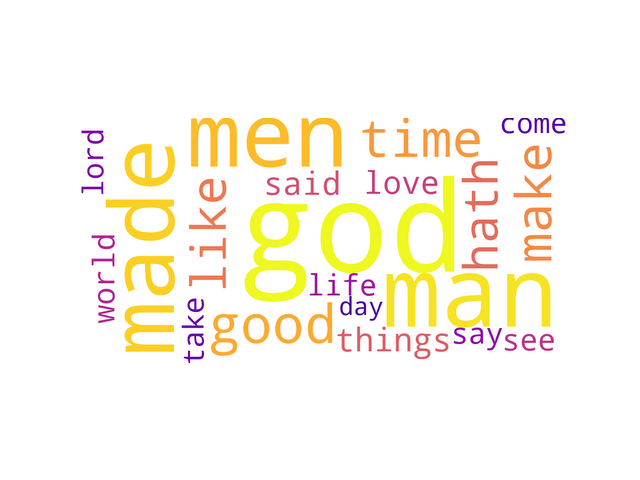 lord
world
made
take
men
like
good
said
god
life
day
things
time
love
man
say
hath
see
come
make